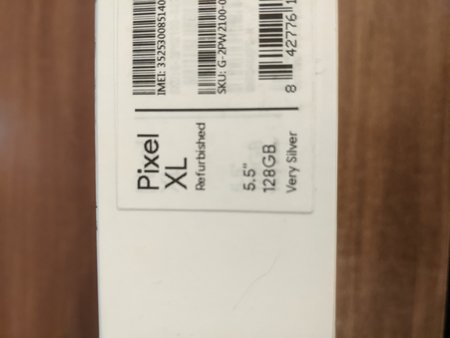 Pixel
XL
Refurbished
5.5"
128GB
Very Silver
IMEI: 352530085140
SKU: G-2PW2100-0
8 42776 1